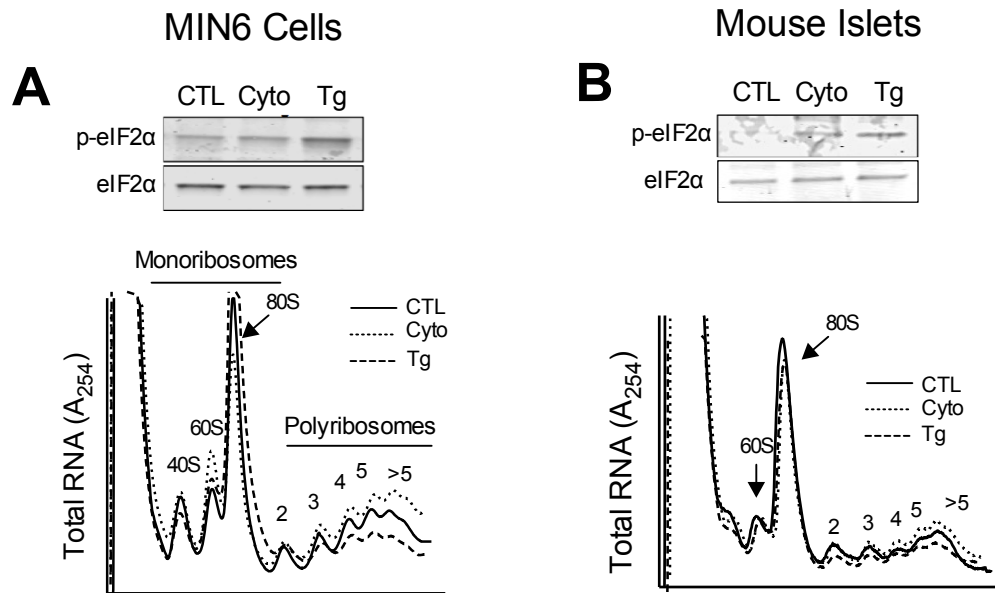 MIN6 Cells
A
CTL Cyto Tg
p-eIF2α
eIF2α
Monoribosomes
80S
CTL
Cyto
Tg
60S
40S
Polyribosomes
2 3 4 5 >5
Total RNA (A254)
Mouse Islets
B
CTL Cyto Tg
p-eIF2α
eIF2α
80S
CTL
Cyto
Tg
60S
2 3 4 5 >5
Total RNA (A254)